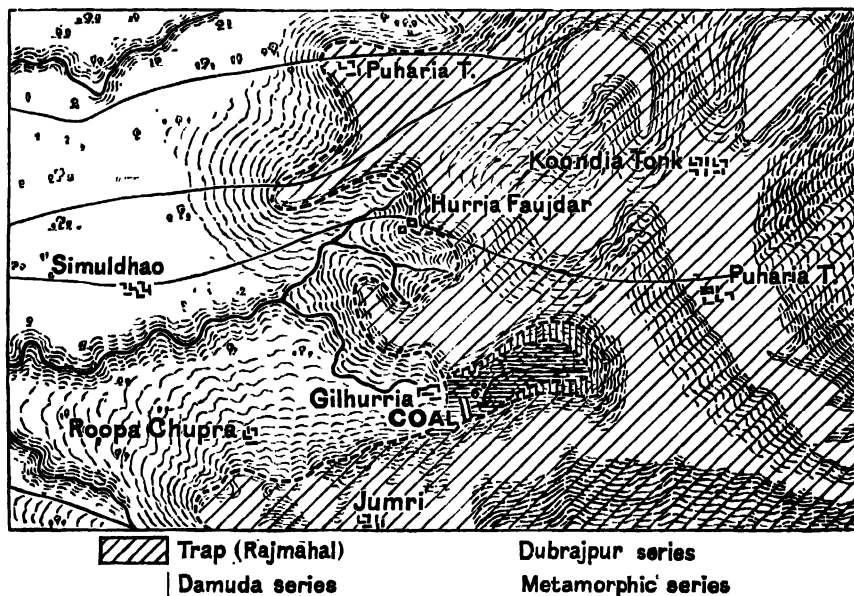 Puharia T.
Koondia Tonk
Hurria Faujdar
Simuldhao
Puharia T.
Gilhurria
COAL
Roopa Chupra
Jumri
Trap (Rajmahal) Dubrajpur series
Damuda series Metamorphic series